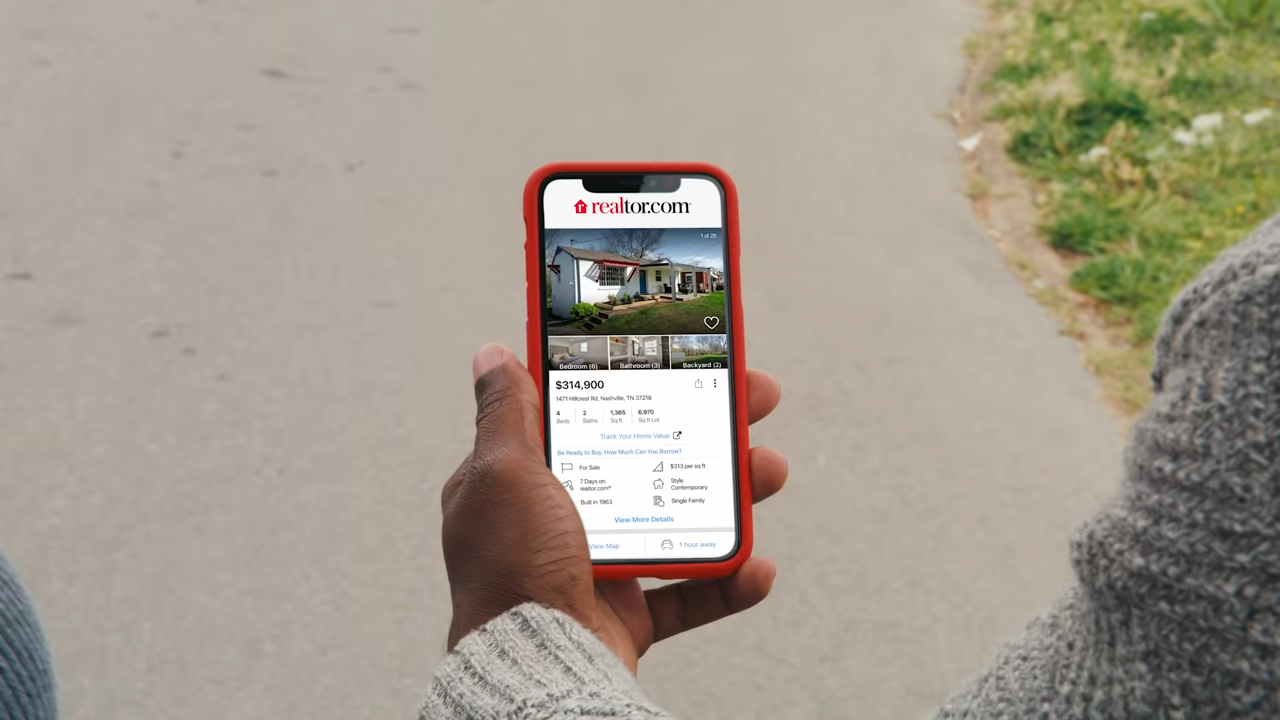 realtor.com
1 of 25
Bedroom (6) Bathroom (3) Backyard (2)
$314,900
1471 Hillcrest Rd, Nashville, TN 37218
4 2 1,365 6,970
Beds Baths Sq ft Sq ft Lot
Track Your Home Value
Be Ready to Buy. How Much Can You Borrow?
For Sale $313 per sq ft
7 Days on realtor.com®
Style Contemporary
Built in 1963 Single Family
View More Details
View Map 1 hour away